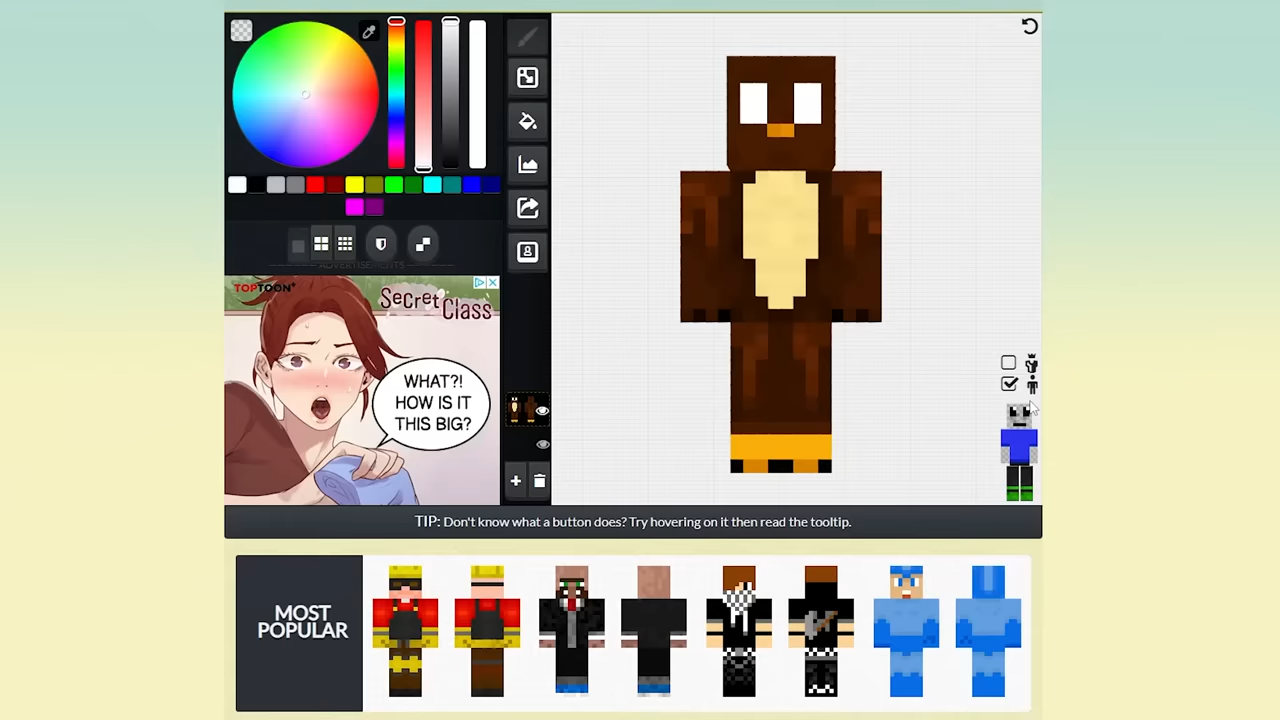 ADVERTISEMENTS
TOPTOON
Secret
Class
WHAT?!
HOW IS IT
THIS BIG?
TIP: Don't know what a button does? Try hovering on it then read the tooltip.
MOST
POPULAR